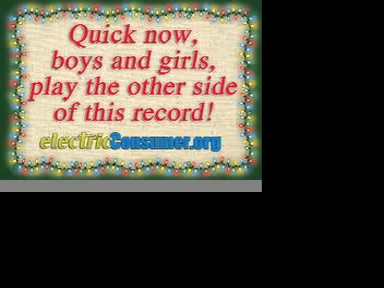 Quick now,
boys and girls,
play the other side
of this record!
electricConsumer.org